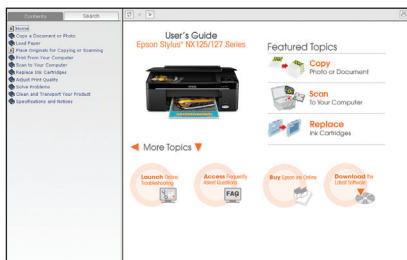 Contents
Search
Home
Copy a Document or Photo
Load Paper
Place Originals for Copying or Scanning
Print From Your Computer
Scan to Your Computer
Replace Ink Cartridges
Adjust Print Quality
Solve Problems
Clean and Transport Your Product
Specifications and Notices
User's Guide
Epson Stylus® NX125/127 Series
Featured Topics
Copy
Photo or Document
Scan
To Your Computer
Replace
Ink Cartridges
More Topics
Launch Online
Troubleshooting
Access Frequently
Asked Questions
FAQ
Buy Epson Ink Online
Download the
Latest Software